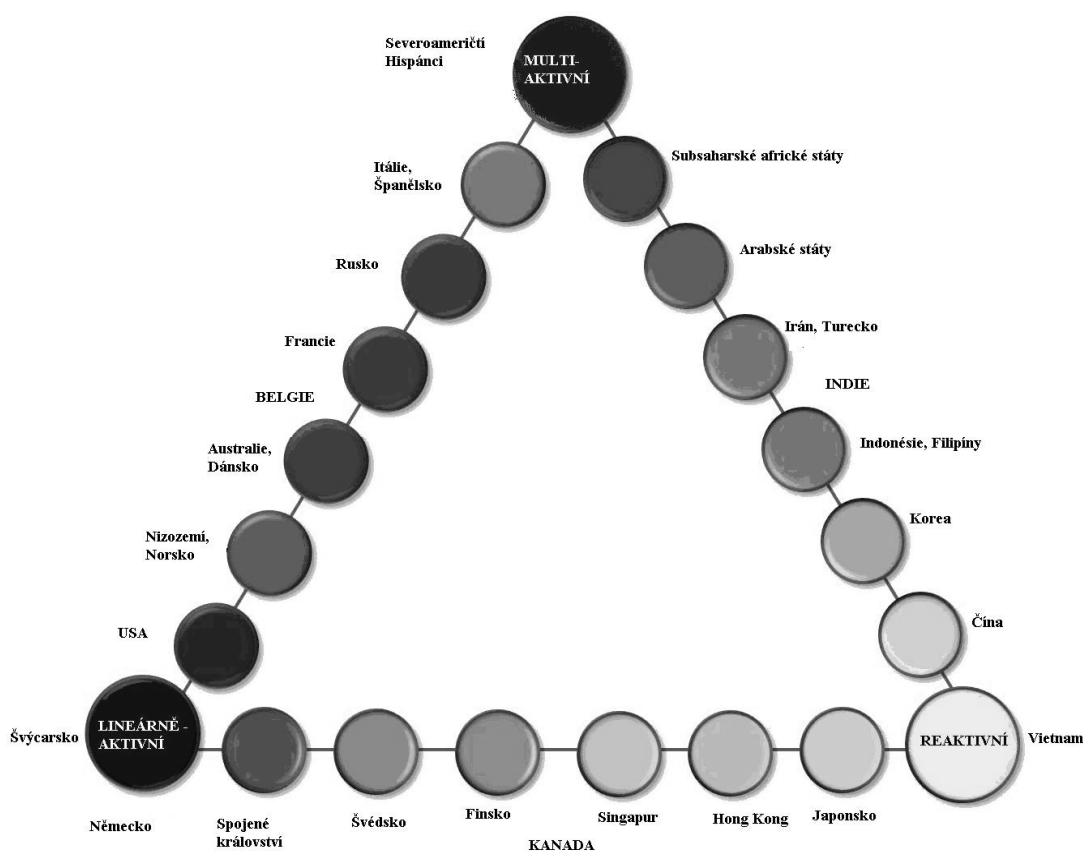 Severoameričtí
Hispánci
MULTI-
AKTIVNÍ
Itálie,
Španělsko
Subsaharské africké státy
Rusko
Arabské státy
Francie
Irán, Turecko
BELGIE
INDIE
Australie,
Dánsko
Indonésie, Filipíny
Nizozemí,
Norsko
Korea
USA
Čína
Švýcarsko
LINEÁRNĚ -
AKTIVNÍ
REAKTIVNÍ
Vietnam
Německo
Spojené
království
Švédsko
Finsko
Singapur
Hong Kong
Japonsko
KANADA